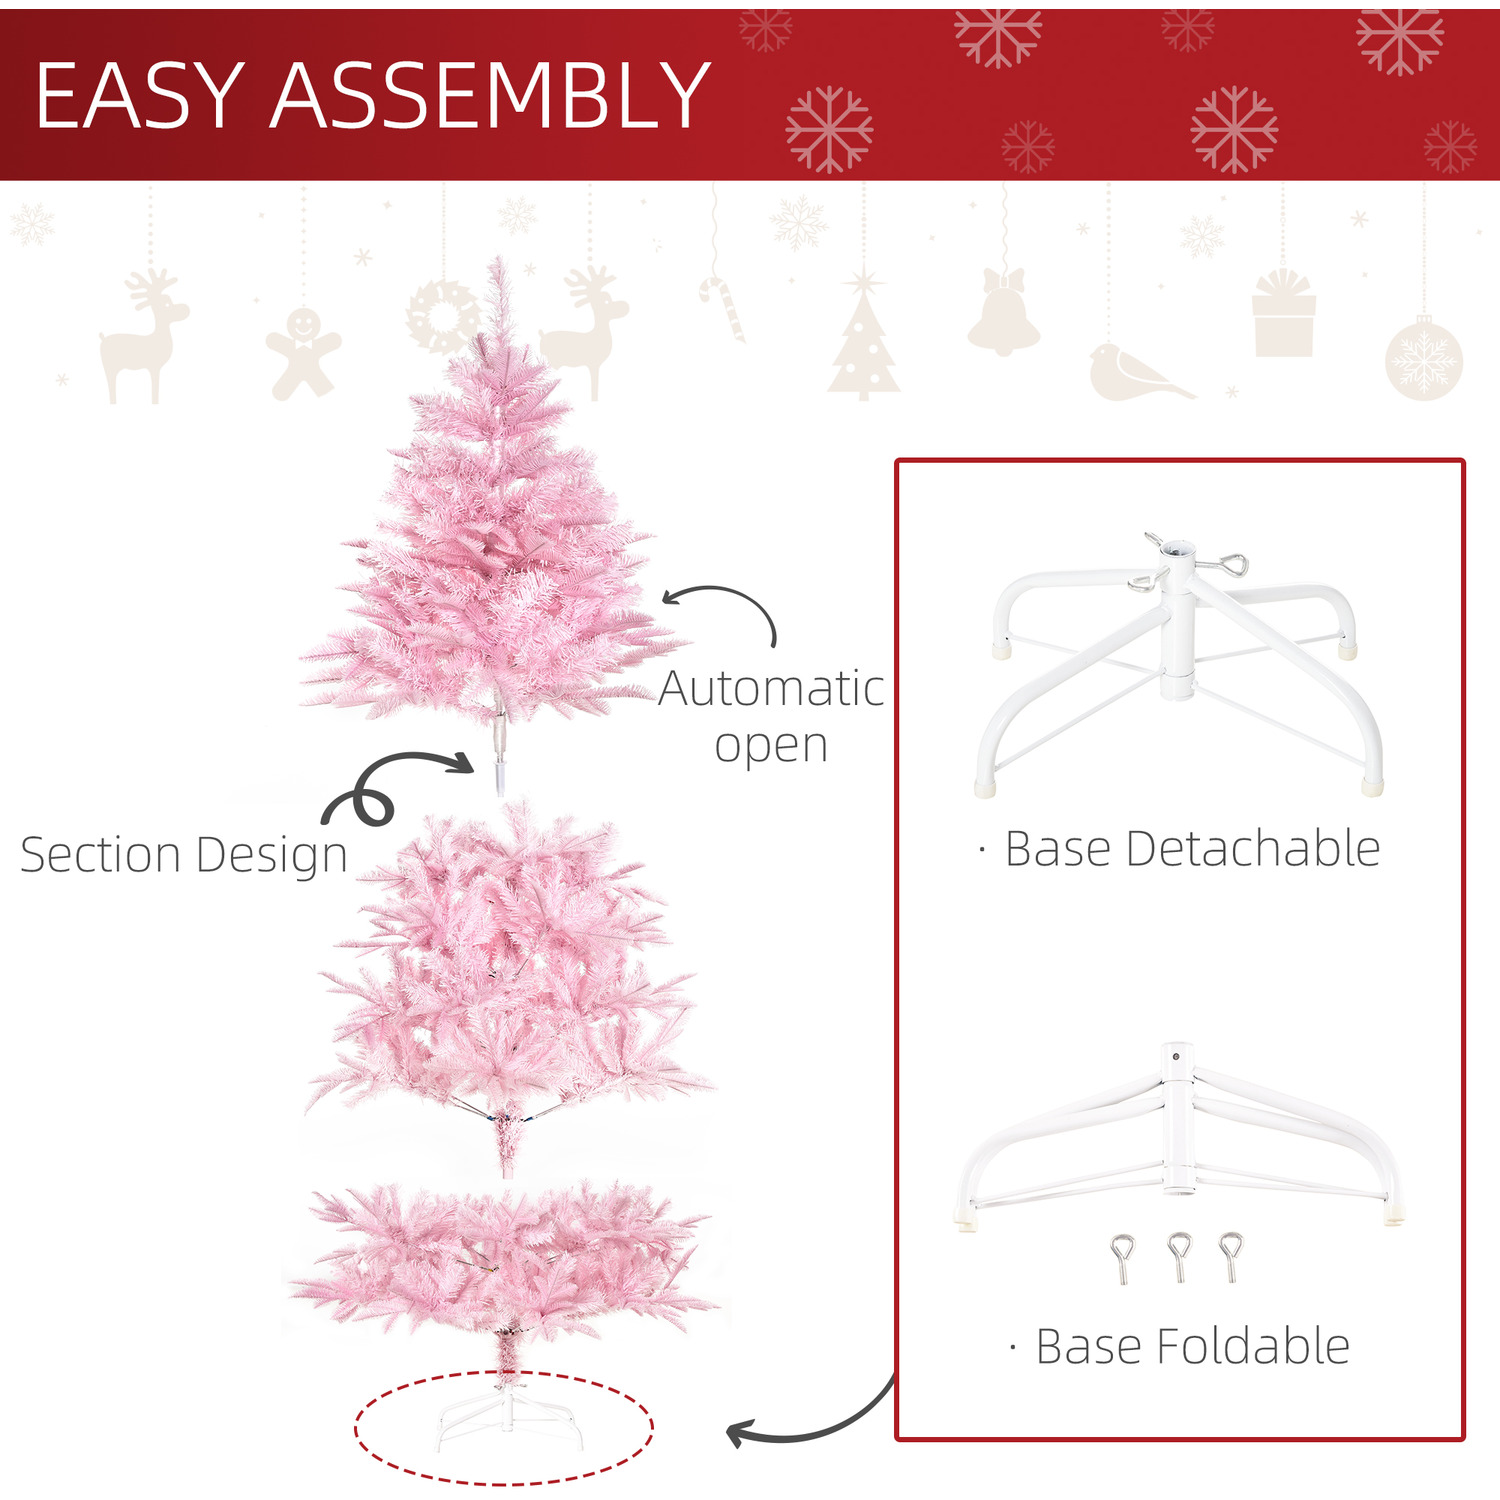 EASY ASSEMBLY
Automatic
open
Section Design
· Base Detachable
· Base Foldable